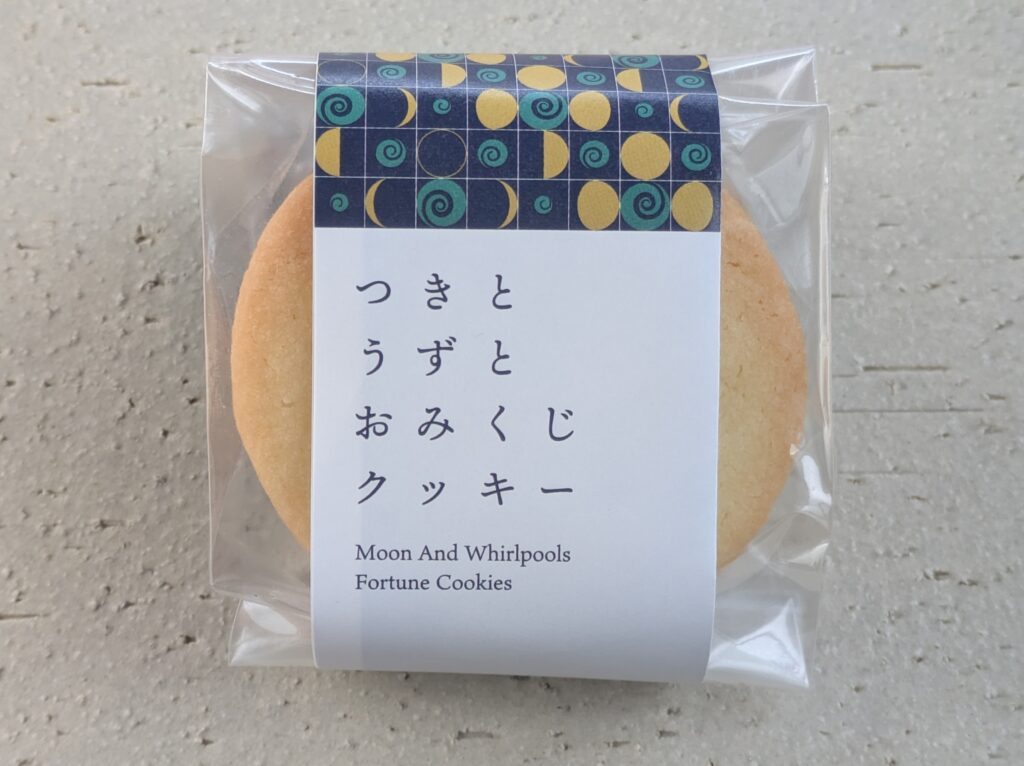 つきと
うずと
おみくじ
クッキー
Moon And Whirlpools
Fortune Cookies